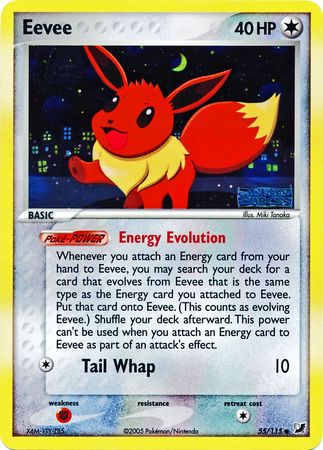 Eevee 40 HP
BASIC
Illus. Miki Tanaka
Poké-POWER Energy Evolution
Whenever you attach an Energy card from your
hand to Eevee, you may search your deck for a
card that evolves from Eevee that is the same
type as the Energy card you attached to Eevee.
Put that card onto Eevee. (This counts as evolving
Eevee.) Shuffle your deck afterward. This power
can't be used when you attach an Energy card to
Eevee as part of an attack's effect.
Tail Whap 10
weakness resistance retreat cost
©2005 Pokémon/Nintendo 55/115